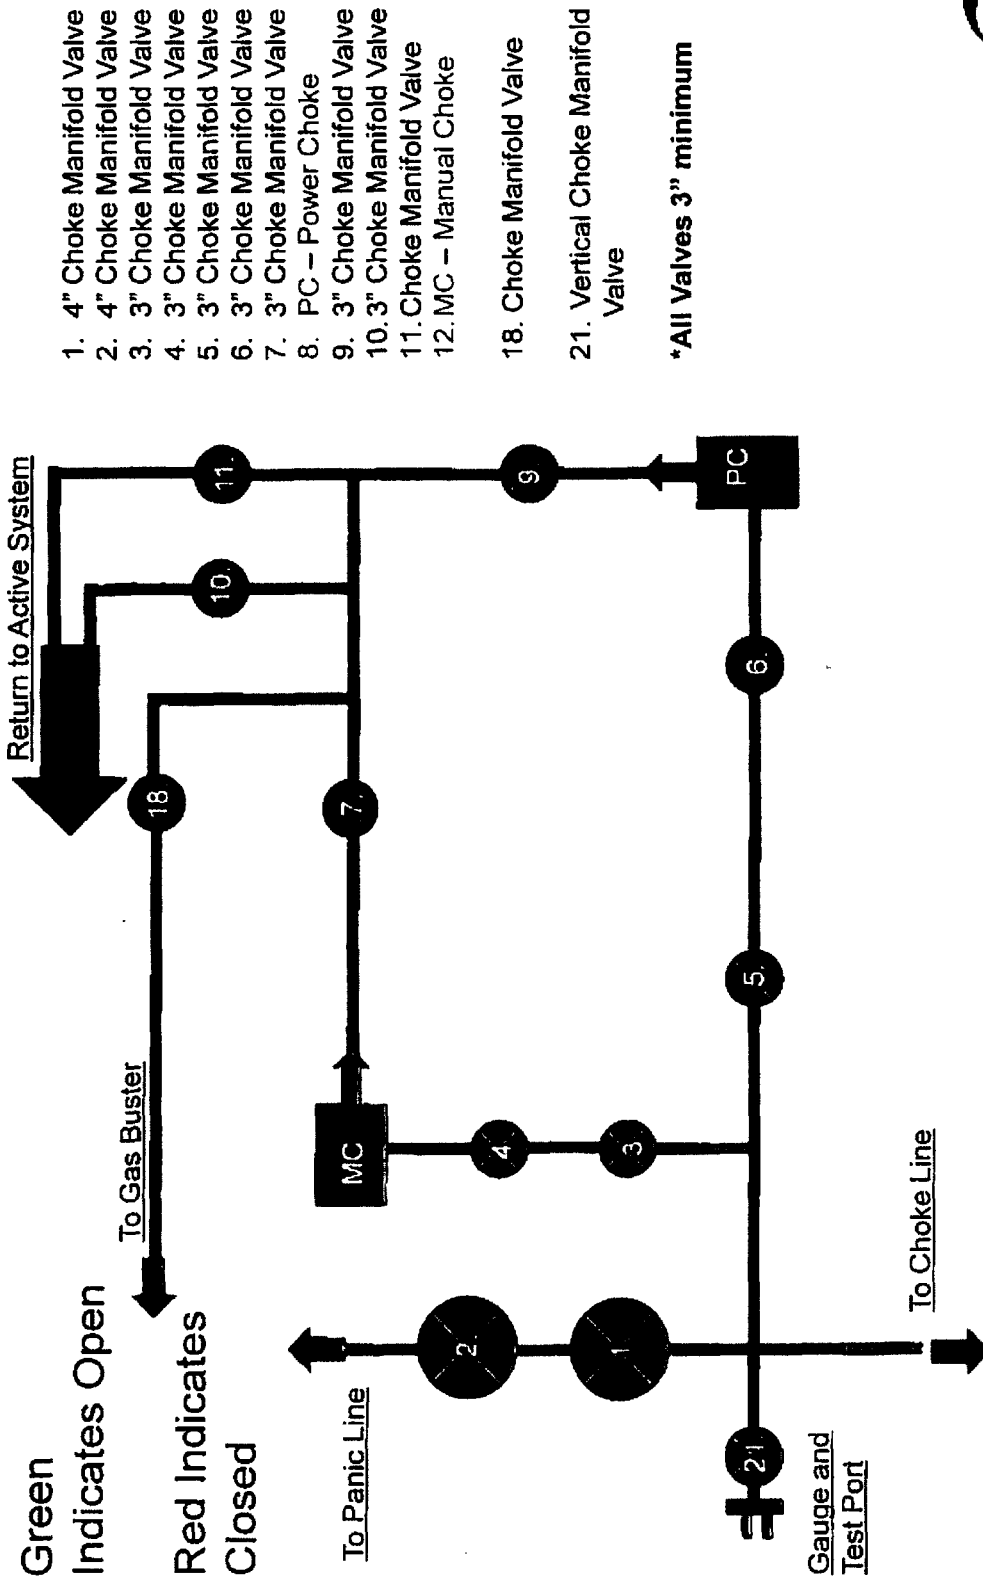 Green
Indicates Open
Red Indicates
Closed
To Gas Buster
Return to Active System
To Panic Line
To Choke Line
Gauge and
Test Port
MC
PC
1.
2.
3
4
5.
6.
7.
9
10.
11.
18
21
1. 4" Choke Manifold Valve
2. 4" Choke Manifold Valve
3. 3" Choke Manifold Valve
4. 3" Choke Manifold Valve
5. 3" Choke Manifold Valve
6. 3" Choke Manifold Valve
7. 3" Choke Manifold Valve
8. PC – Power Choke
9. 3" Choke Manifold Valve
10.3" Choke Manifold Valve
11. Choke Manifold Valve
12.MC – Manual Choke
18. Choke Manifold Valve
21. Vertical Choke Manifold
Valve
*All Valves 3" minimum